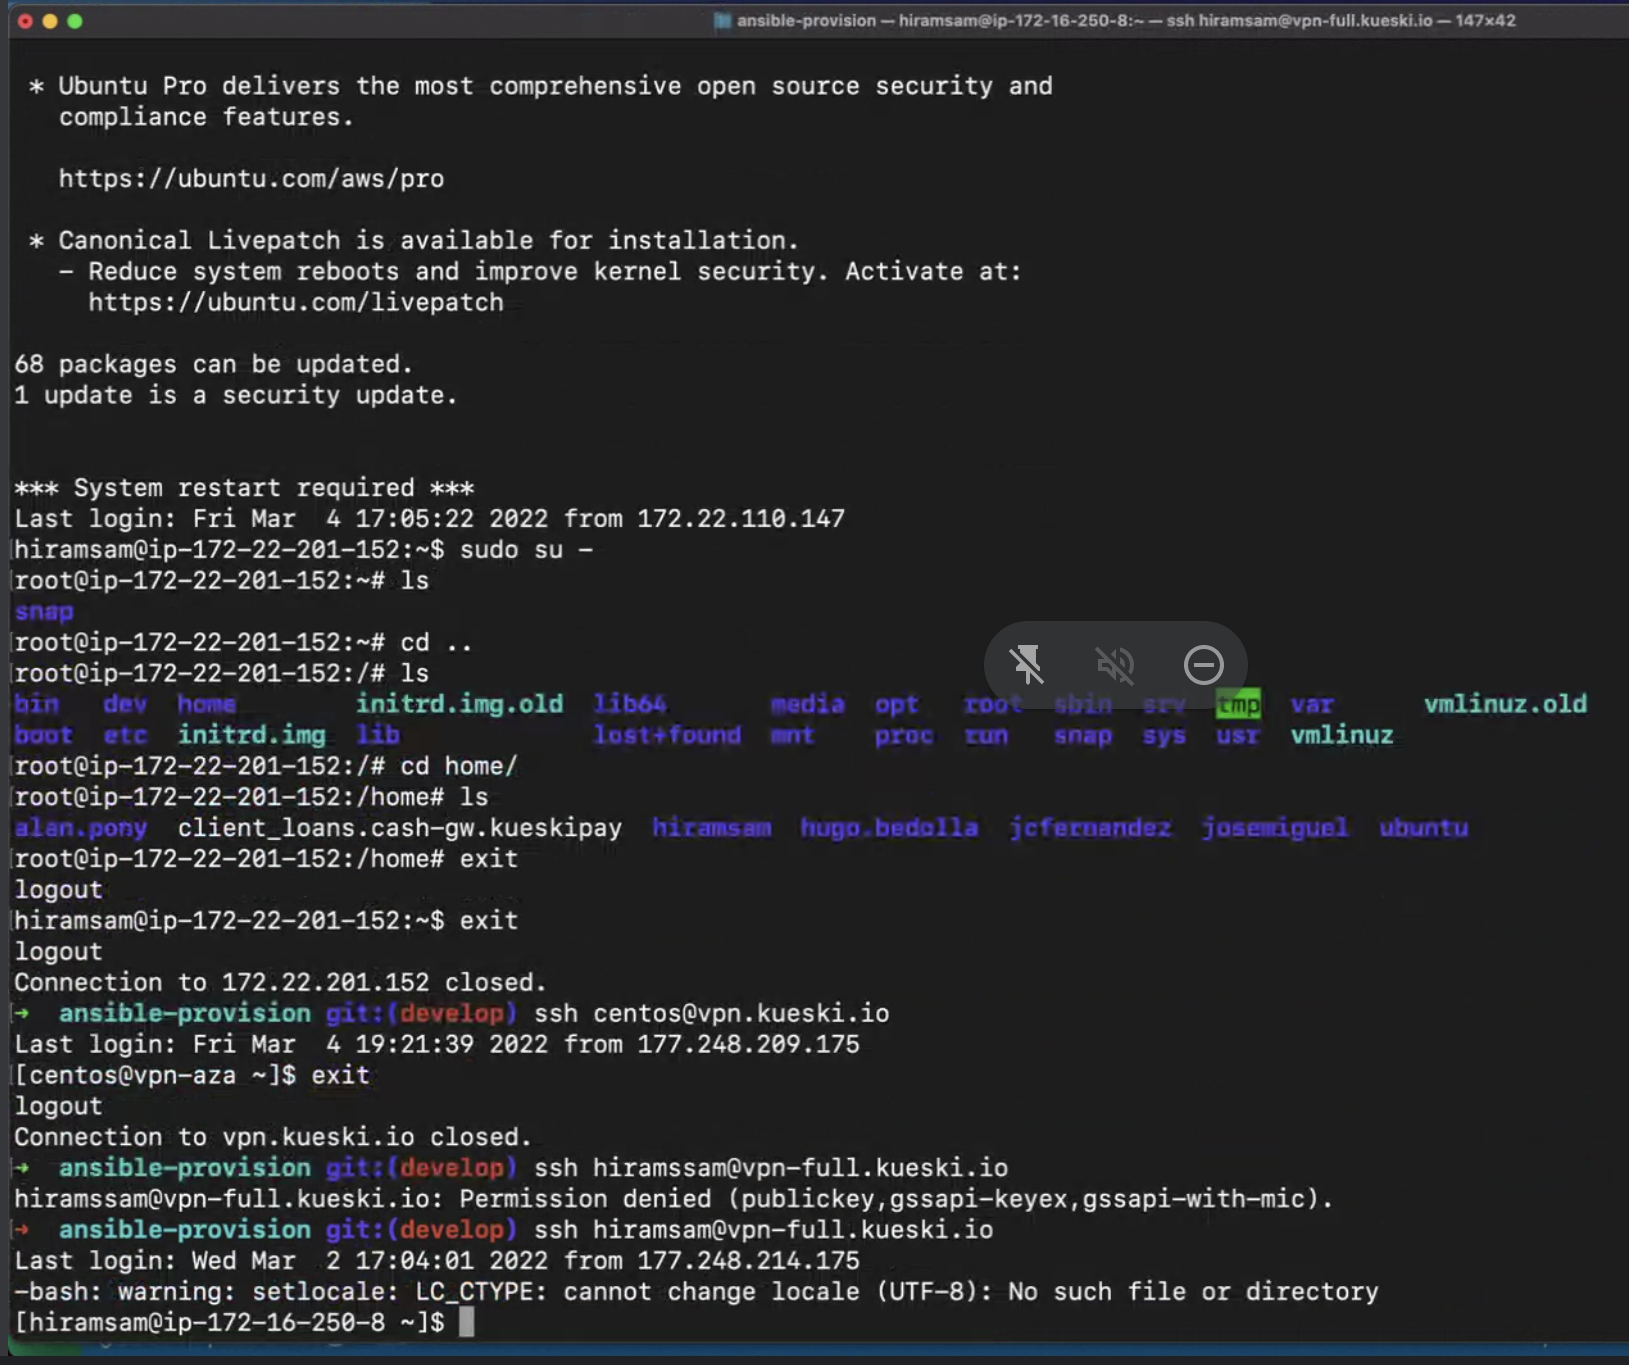 ansible-provision — hiramsam@ip-172-16-250-8:~ — ssh hiramsam@vpn-full.kueski.io — 147×42
* Ubuntu Pro delivers the most comprehensive open source security and
compliance features.
https://ubuntu.com/aws/pro
* Canonical Livepatch is available for installation.
- Reduce system reboots and improve kernel security. Activate at:
https://ubuntu.com/livepatch
68 packages can be updated.
1 update is a security update.
*** System restart required ***
Last login: Fri Mar  4 17:05:22 2022 from 172.22.110.147
hiramsam@ip-172-22-201-152:~$ sudo su -
root@ip-172-22-201-152:~# ls
snap
root@ip-172-22-201-152:~# cd ..
root@ip-172-22-201-152:/# ls
bin dev home initrd.img.old lib64 media opt root sbin srv tmp var vmlinuz.old
boot etc initrd.img lib lost+found mnt proc run snap sys usr vmlinuz
root@ip-172-22-201-152:/# cd home/
root@ip-172-22-201-152:/home# ls
alan.pony client_loans.cash-gw.kueskipay hiramsam hugo.bedolla jcfernandez josemiguel ubuntu
root@ip-172-22-201-152:/home# exit
logout
hiramsam@ip-172-22-201-152:~$ exit
logout
Connection to 172.22.201.152 closed.
→ ansible-provision git:(develop) ssh centos@vpn.kueski.io
Last login: Fri Mar  4 19:21:39 2022 from 177.248.209.175
[centos@vpn-aza ~]$ exit
logout
Connection to vpn.kueski.io closed.
→ ansible-provision git:(develop) ssh hiramssam@vpn-full.kueski.io
hiramssam@vpn-full.kueski.io: Permission denied (publickey,gssapi-keyex,gssapi-with-mic).
→ ansible-provision git:(develop) ssh hiramsam@vpn-full.kueski.io
Last login: Wed Mar  2 17:04:01 2022 from 177.248.214.175
-bash: warning: setlocale: LC_CTYPE: cannot change locale (UTF-8): No such file or directory
[hiramsam@ip-172-16-250-8 ~]$